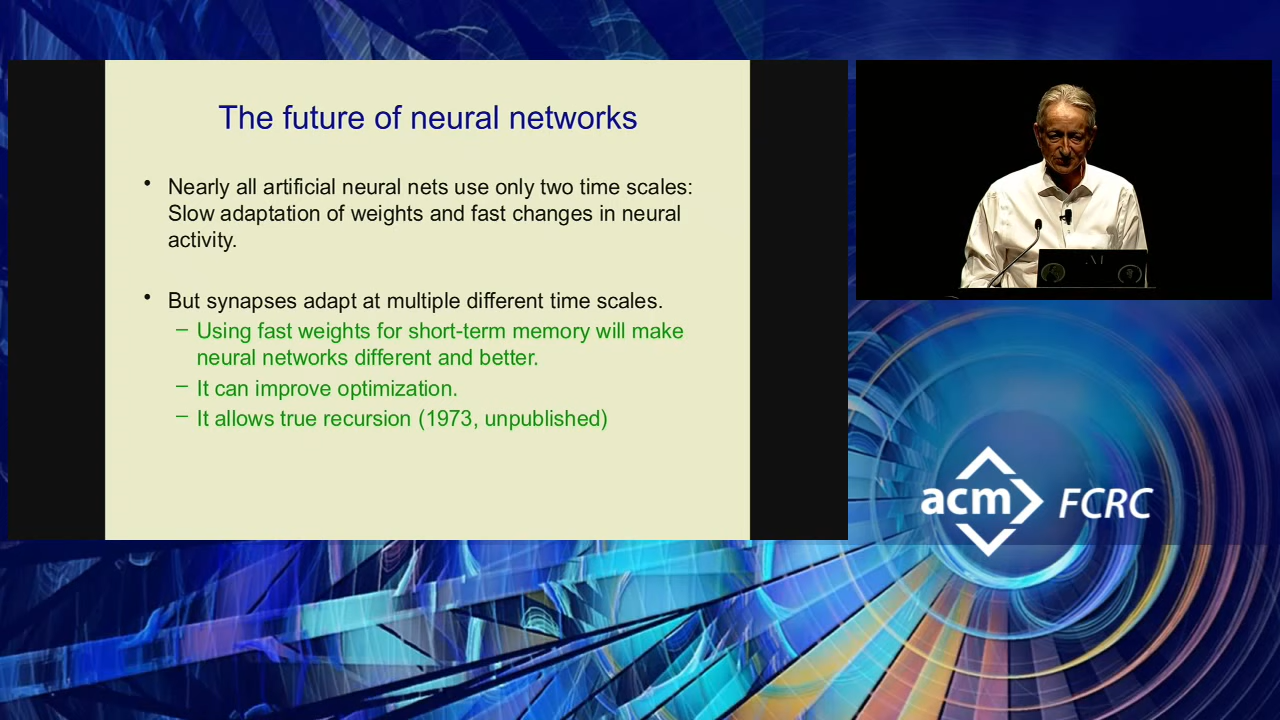 The future of neural networks
• Nearly all artificial neural nets use only two time scales:
Slow adaptation of weights and fast changes in neural
activity.
• But synapses adapt at multiple different time scales.
– Using fast weights for short-term memory will make
neural networks different and better.
– It can improve optimization.
– It allows true recursion (1973, unpublished)
acm FCRC